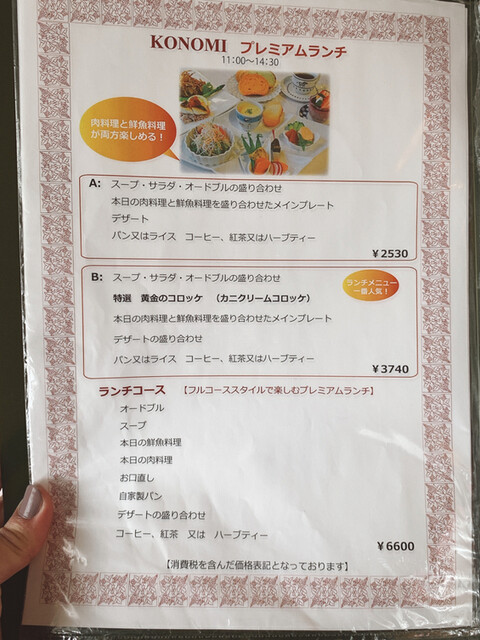 KONOMI プレミアムランチ
11:00～14:30
肉料理と鮮魚料理
が両方楽しめる！
A: スープ・サラダ・オードブルの盛り合わせ
本日の肉料理と鮮魚料理を盛り合わせたメインプレート
デザート
パン又はライス コーヒー、紅茶又はハーブティー
￥2530
B: スープ・サラダ・オードブルの盛り合わせ
ランチメニュー
一番人気！
特選 黄金のコロッケ （カニクリームコロッケ）
本日の肉料理と鮮魚料理を盛り合わせたメインプレート
デザートの盛り合わせ
パン又はライス コーヒー、紅茶又はハーブティー
￥3740
ランチコース 【フルコーススタイルで楽しむプレミアムランチ】
オードブル
スープ
本日の鮮魚料理
本日の肉料理
お口直し
自家製パン
デザートの盛り合わせ
コーヒー、紅茶 又は ハーブティー
￥6600
【消費税を含んだ価格表記となっております】